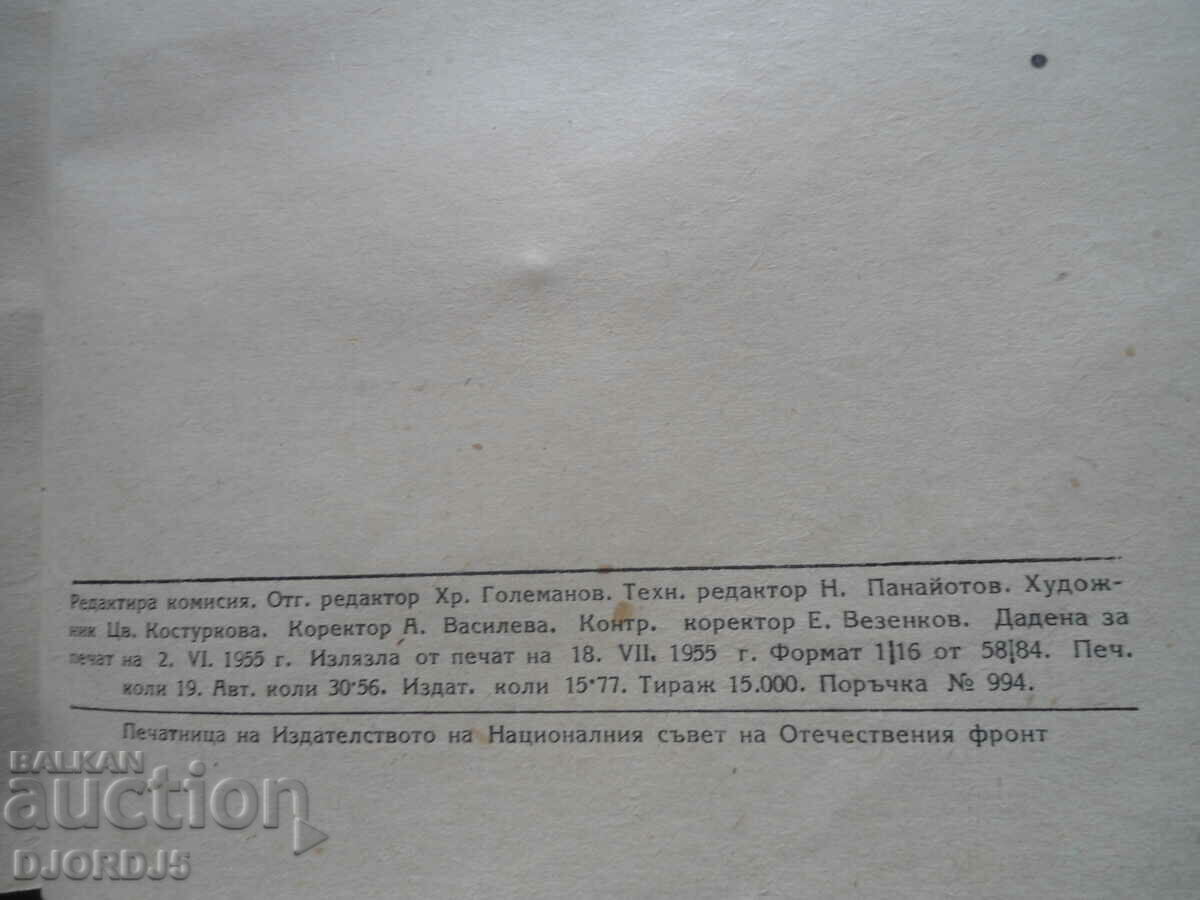 Редактира комисия. Отг. редактор Хр. Големанов. Техн. редактор Н. Панайотов. Худож-
ник Цв. Костуркова. Коректор А. Василева. Контр. коректор Е. Везенков. Дадена за
печат на 2. VI. 1955 г. Излязла от печат на 18. VII. 1955 г. Формат 1|16 от 58|84. Печ.
коли 19. Авт. коли 30·56. Издат. коли 15·77. Тираж 15.000. Поръчка № 994.
Печатница на Издателството на Националния съвет на Отечествения фронт
BALKAN
auction
DJORDJ5